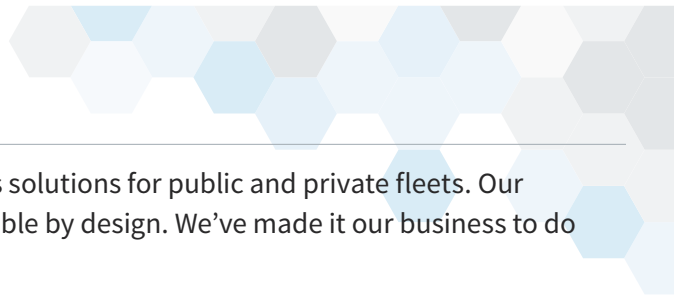 s solutions for public and private fleets. Our
ble by design. We’ve made it our business to do